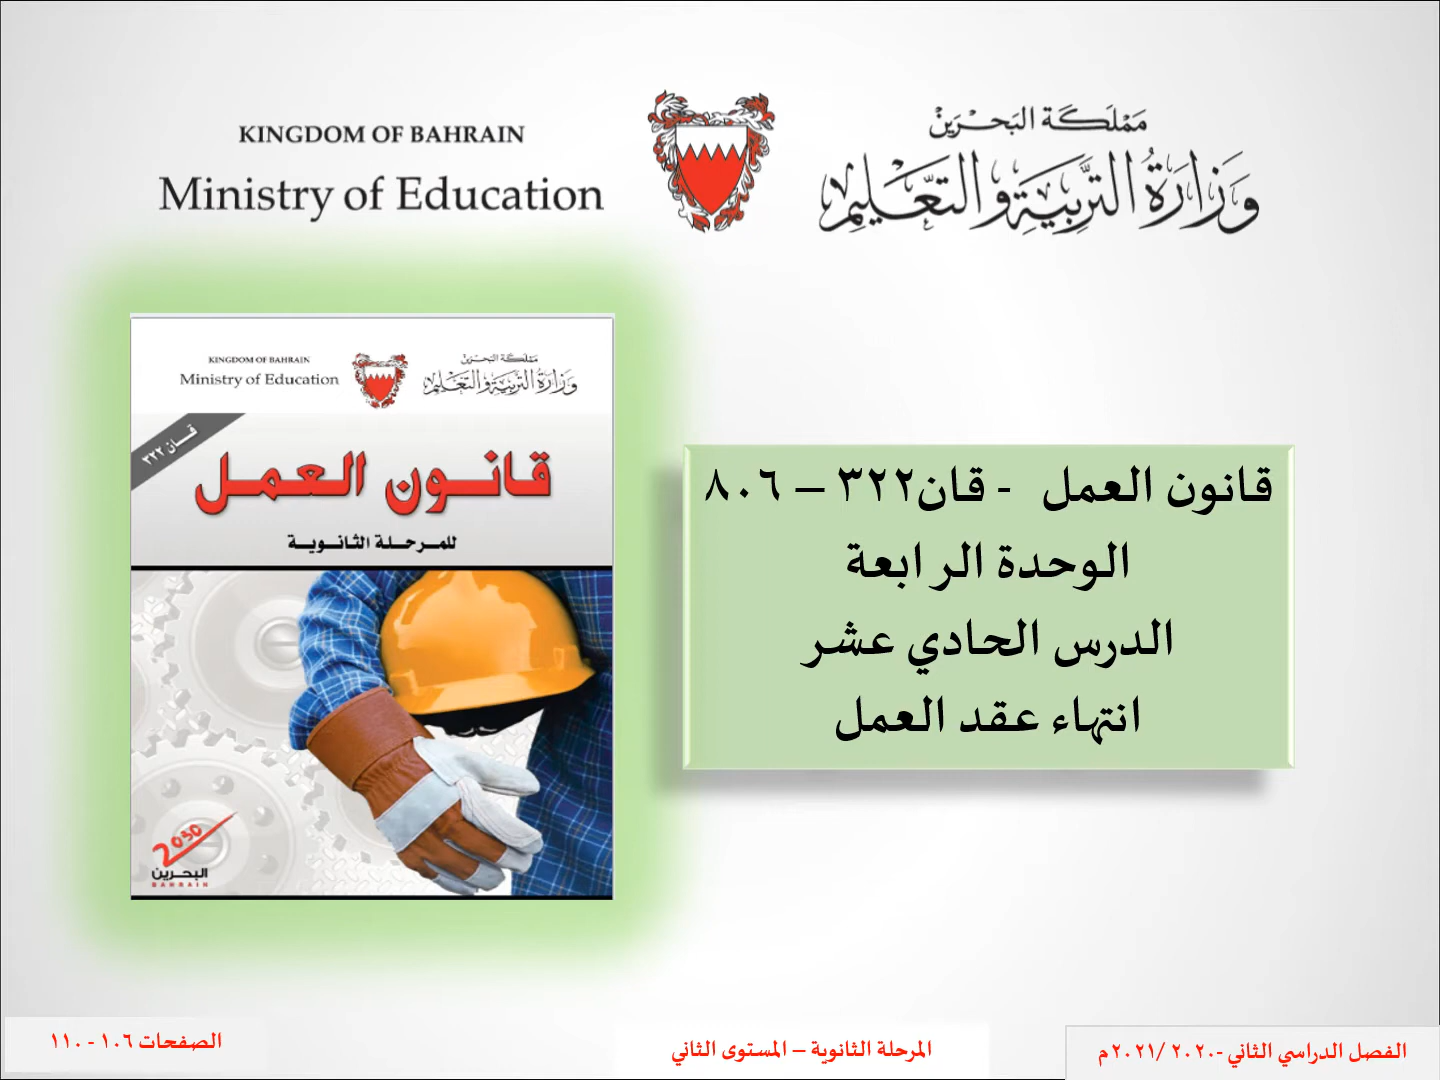 KINGDOM OF BAHRAIN
Ministry of Education
مملكة البحرين
وزارة التربية والتعليم
KINGDOM OF BAHRAIN
Ministry of Education
مملكة البحرين
وزارة التربية والتعليم
قان ٣٢٢
قانون العمل
للمرحلة الثانوية
2030
البحرين
BAHRAIN
قانون العمل - قان٣٢٢ – ٨٠٦
الوحدة الرابعة
الدرس الحادي عشر
انتهاء عقد العمل
الفصل الدراسي الثاني -٢٠٢٠ /٢٠٢١م
المرحلة الثانوية – المستوى الثاني
الصفحات ١٠٦ - ١١٠